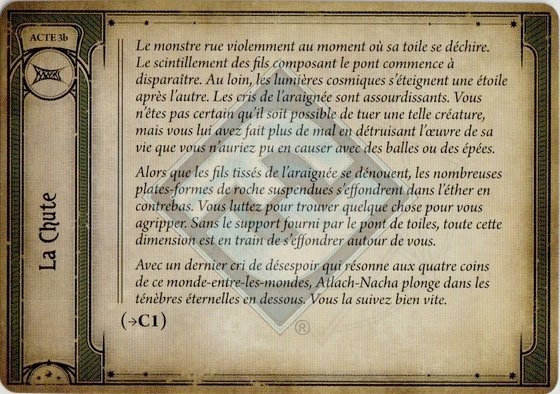 ACTE 3b
La Chute
Le monstre rue violemment au moment où sa toile se déchire.
Le scintillement des fils composant le pont commence à
disparaître. Au loin, les lumières cosmiques s'éteignent une étoile
après l'autre. Les cris de l'araignée sont assourdissants. Vous
n'êtes pas certain qu'il soit possible de tuer une telle créature,
mais vous lui avez fait plus de mal en détruisant l'œuvre de sa
vie que vous n'auriez pu en causer avec des balles ou des épées.
Alors que les fils tissés de l'araignée se dénouent, les nombreuses
plates-formes de roche suspendues s'effondrent dans l'éther en
contrebas. Vous luttez pour trouver quelque chose pour vous
agripper. Sans le support fourni par le pont de toiles, toute cette
dimension est en train de s'effondrer autour de vous.
Avec un dernier cri de désespoir qui résonne aux quatre coins
de ce monde-entre-les-mondes, Atlach-Nacha plonge dans les
ténèbres éternelles en dessous. Vous la suivez bien vite.
(→C1)
®